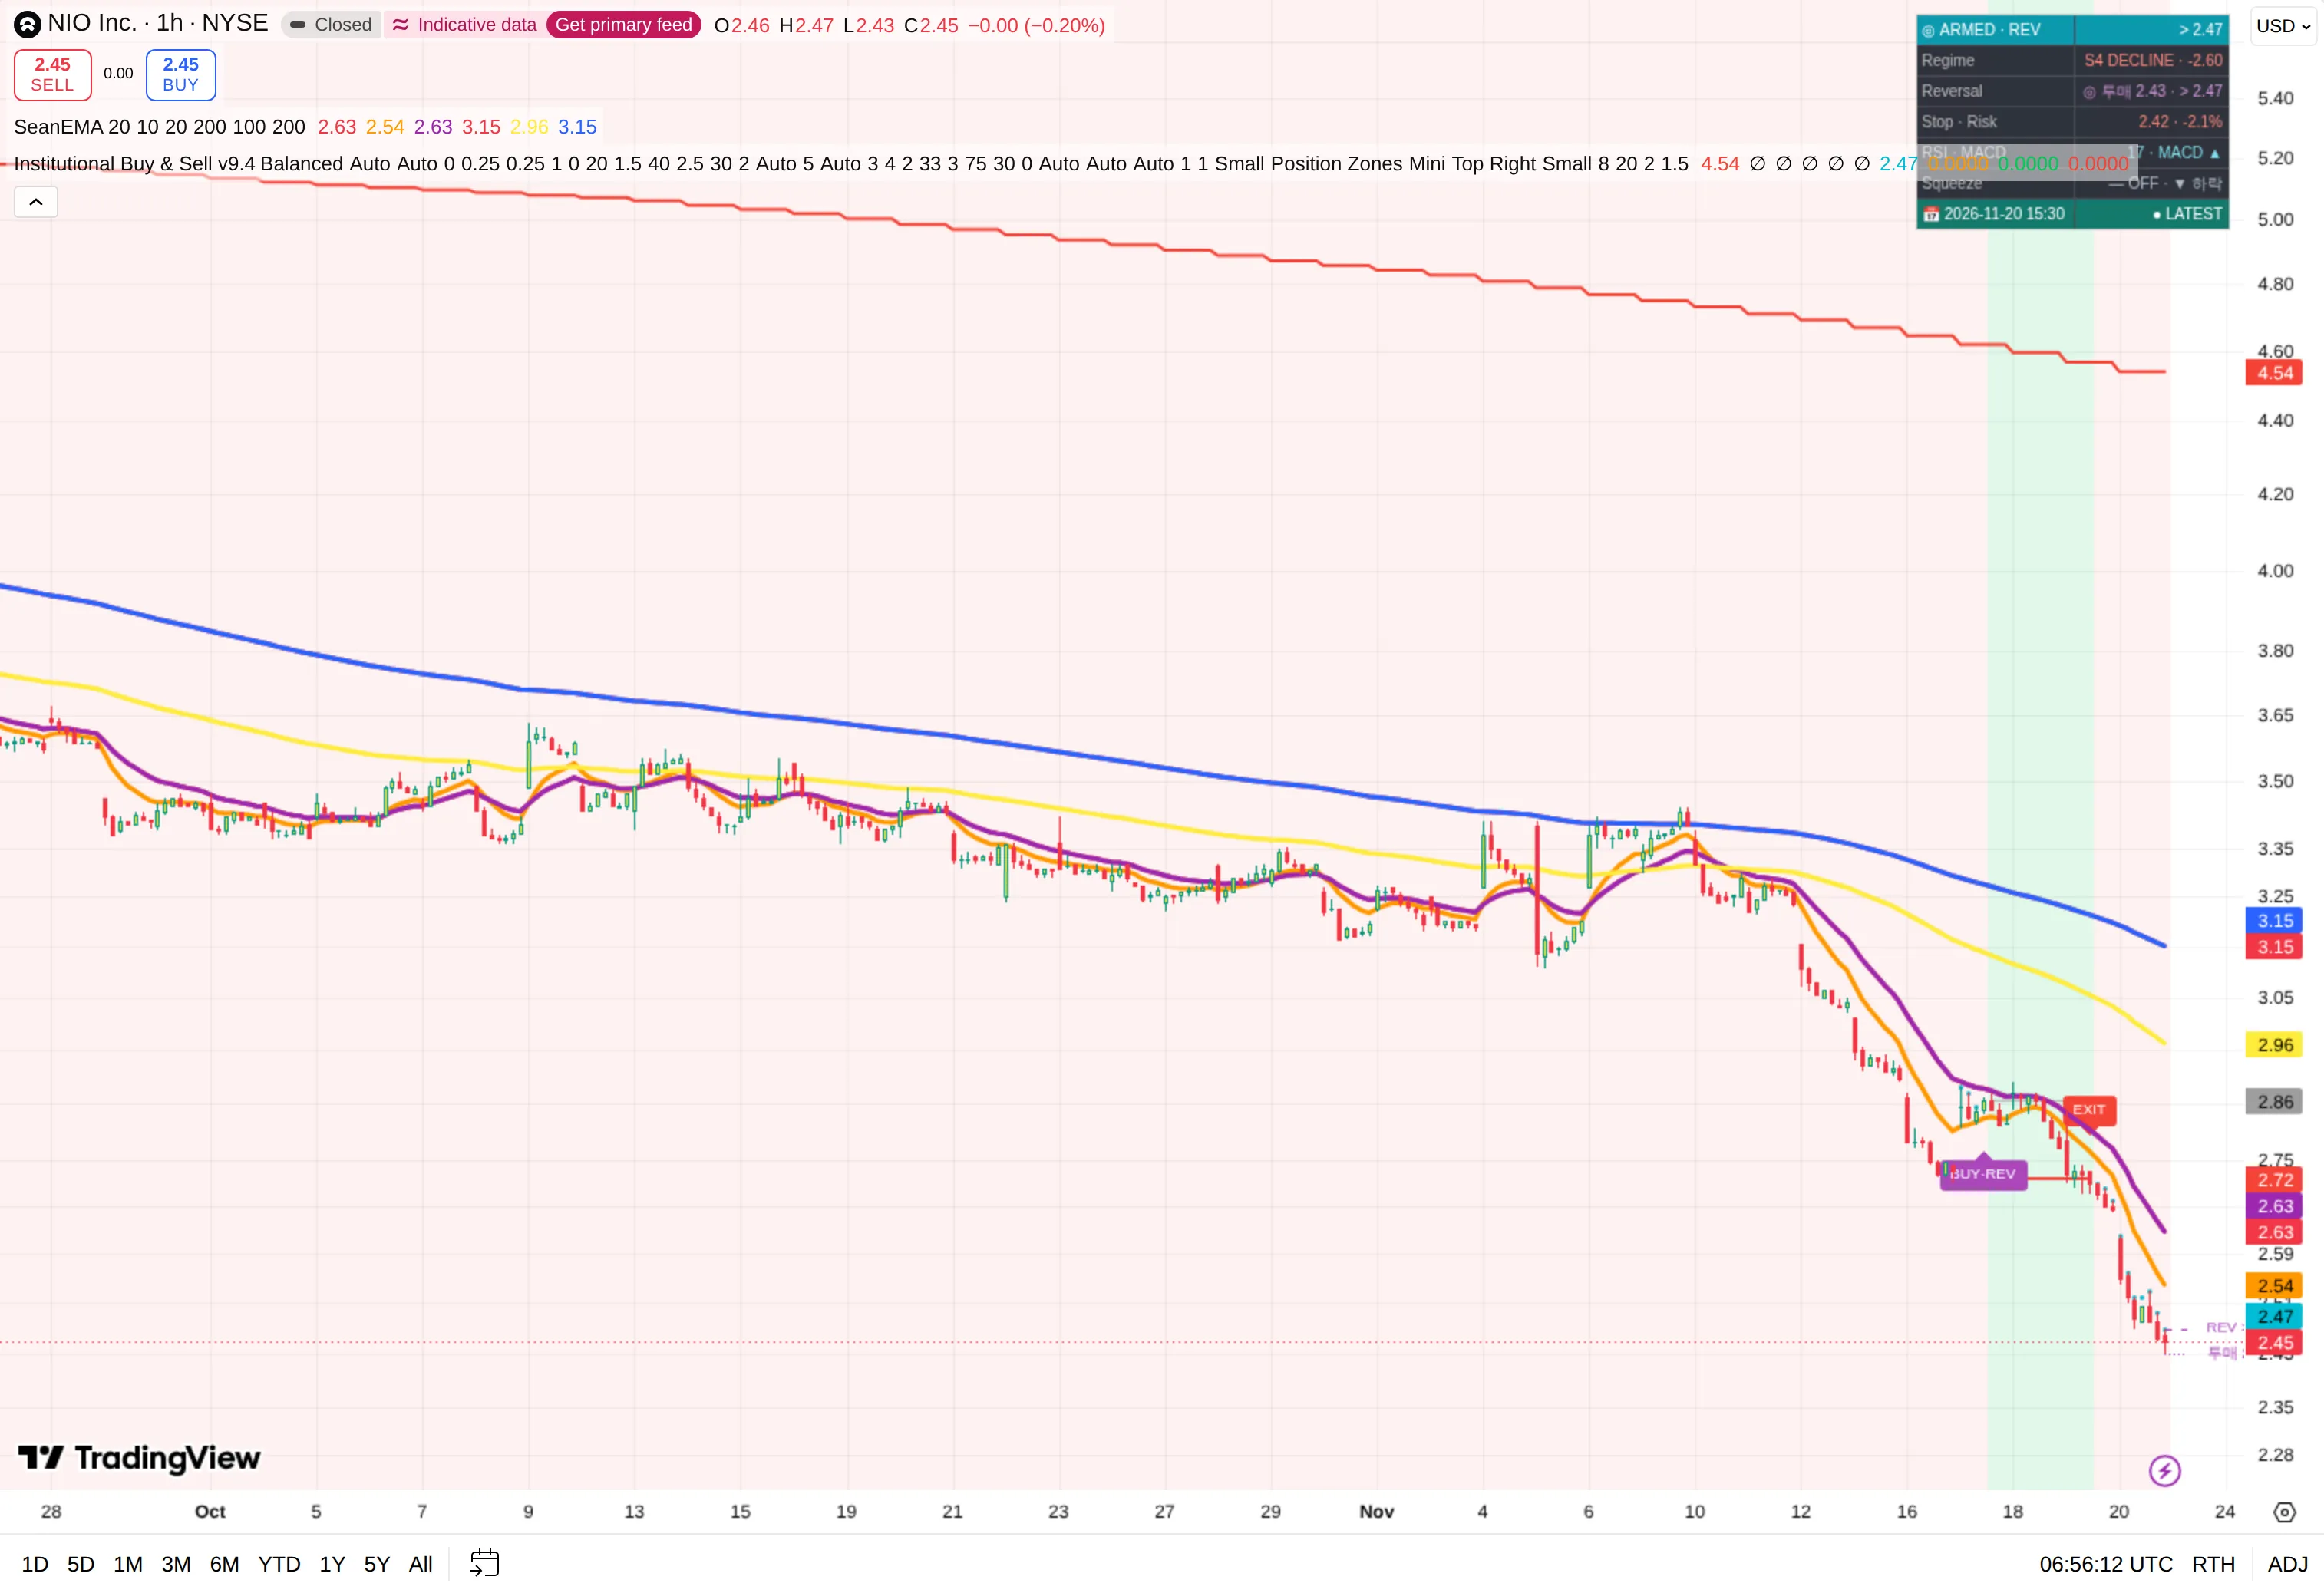 NIO Inc. · 1h · NYSE Closed Indicative data Get primary feed O2.46 H2.47 L2.43 C2.45 −0.00 (−0.20%)
2.45 SELL 0.00 2.45 BUY
SeanEMA 20 10 20 200 100 200 2.63 2.54 2.63 3.15 2.96 3.15
Institutional Buy & Sell v9.4 Balanced Auto Auto 0 0.25 0.25 1 0 20 1.5 40 2.5 30 2 Auto 5 Auto 3 4 2 33 3 75 30 0 Auto Auto Auto 1 1 Small Position Zones Mini Top Right Small 8 20 2 1.5 4.54 ∅ ∅ ∅ ∅ ∅ 2.47 0.0000 0.0000 0.0000
◎ ARMED · REV > 2.47
Regime S4 DECLINE · -2.60
Reversal ◎ 투매 2.43 · > 2.47
Stop · Risk 2.42 · -2.1%
RSI · MACD 17 · MACD ▲
Squeeze — OFF · ▼ 하락
2026-11-20 15:30 ● LATEST
USD
5.40
5.20
5.00
4.80
4.60
4.54
4.40
4.20
4.00
3.80
3.65
3.50
3.35
3.25
3.15
3.15
3.05
2.96
2.86
2.75
2.72
2.63
2.63
2.59
2.54
2.47
2.45
2.35
2.28
EXIT
BUY·REV
REV
투매
TradingView
28 Oct 5 7 9 13 15 19 21 23 27 29 Nov 4 6 10 12 16 18 20 24
1D 5D 1M 3M 6M YTD 1Y 5Y All 06:56:12 UTC RTH ADJ